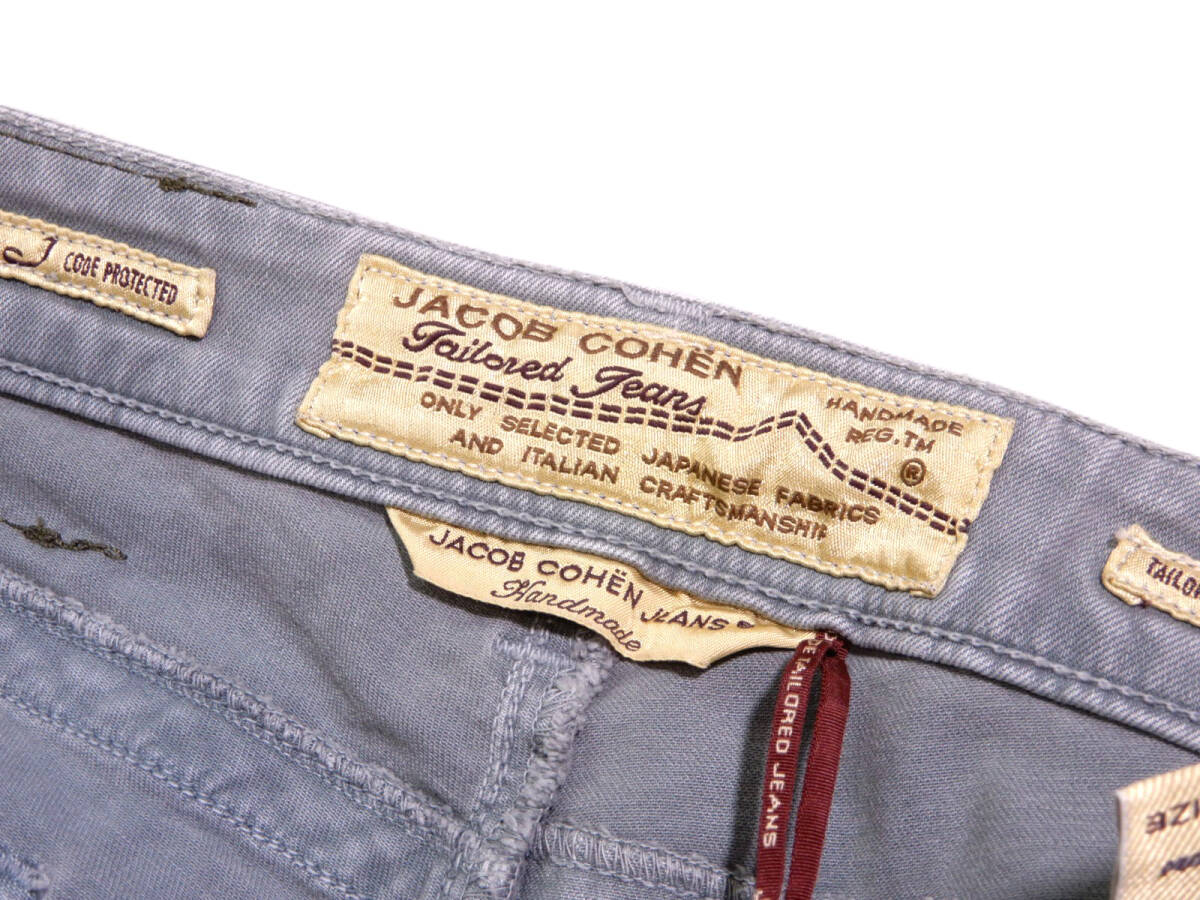 J CODE PROTECTED
JACOB COHËN
Tailored Jeans
HANDMADE
REG.TM
®
ONLY SELECTED JAPANESE FABRICS
AND ITALIAN CRAFTSMANSHIP
JACOB COHËN JEANS
Handmade
TAILORED JEANS
SIZE